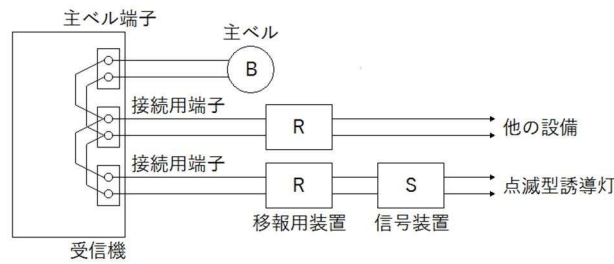 主ベル端子
主ベル
B
接続用端子
R
他の設備
接続用端子
R
S
点滅型誘導灯
移報用装置
信号装置
受信機